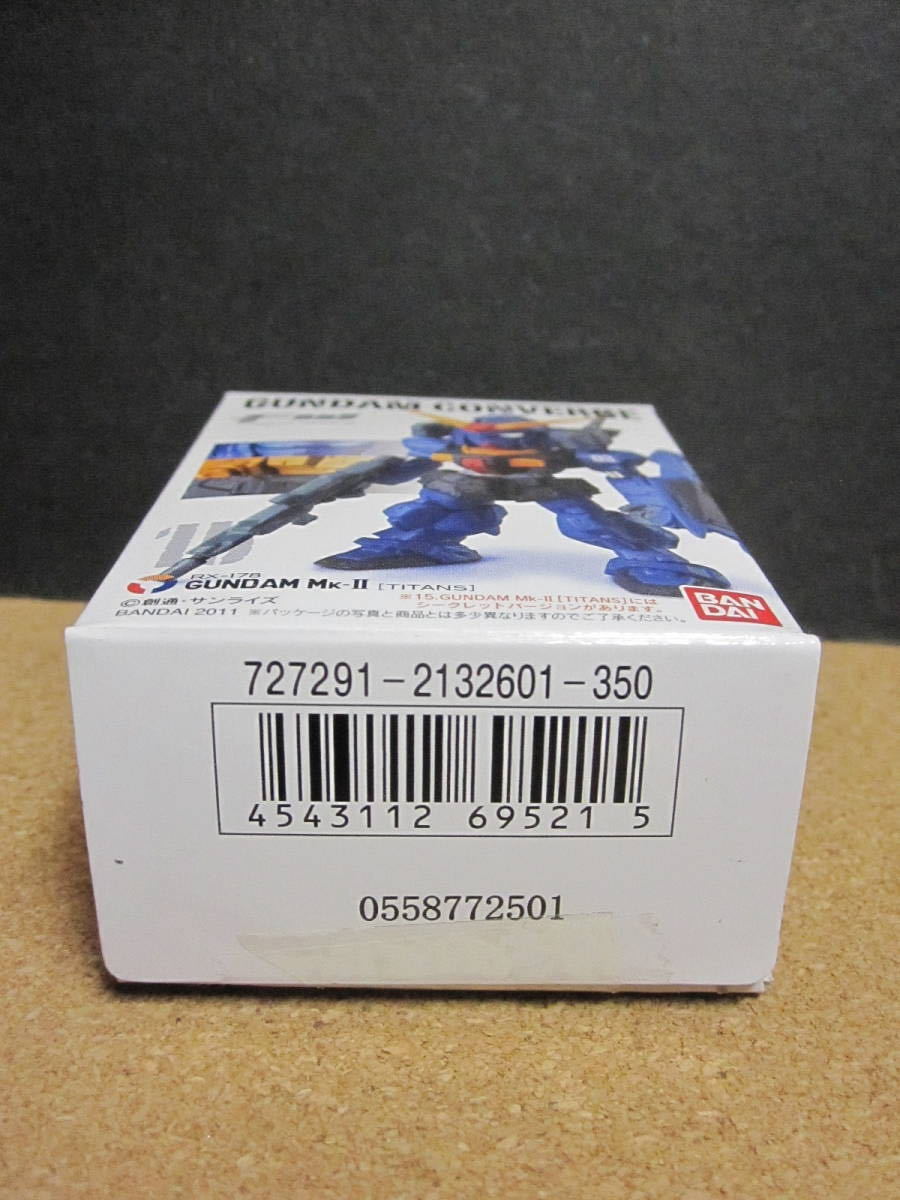 GUNDAM CONVERGE
15
RX-178
GUNDAM Mk-II [TITANS]
©創通・サンライズ
※15.GUNDAM Mk-II [TITANS]には
シークレットバージョンがあります。
BANDAI 2011 ※パッケージの写真と商品とは多少異なりますのでご了承ください。
BAN
DAI
727291-2132601-350
4543112 69521 5
0558772501